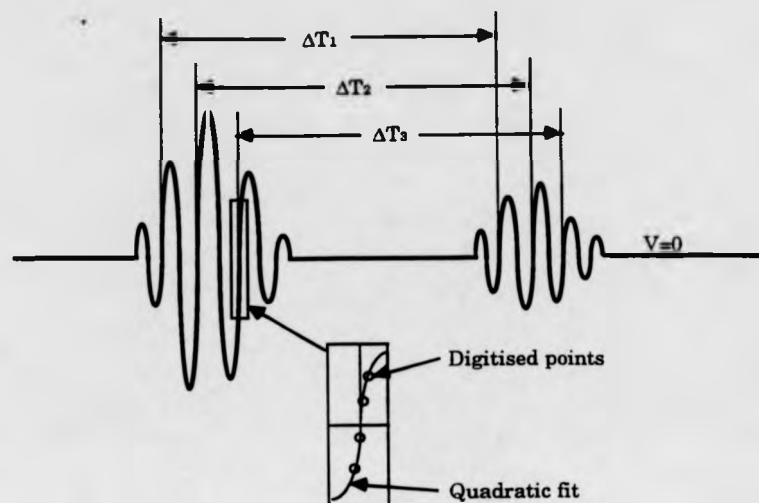 ΔT1
ΔT2
ΔT3
V=0
Digitised points
Quadratic fit